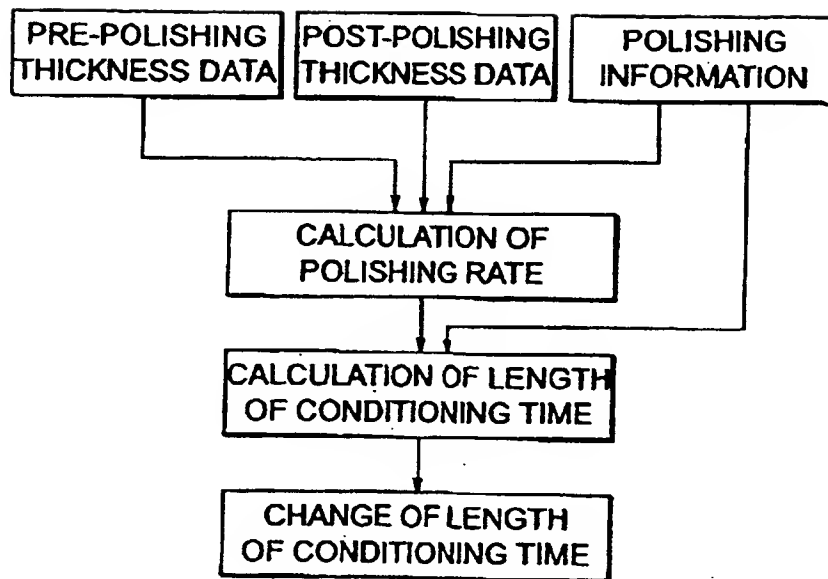 PRE-POLISHING
THICKNESS DATA
POST-POLISHING
THICKNESS DATA
POLISHING
INFORMATION
CALCULATION OF
POLISHING RATE
CALCULATION OF LENGTH
OF CONDITIONING TIME
CHANGE OF LENGTH
OF CONDITIONING TIME